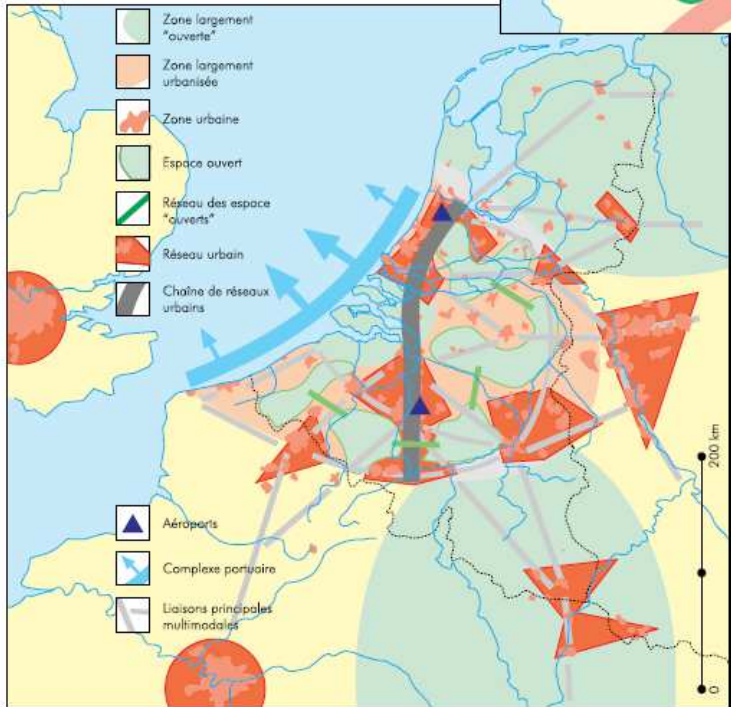 Zone largement
"ouverte"
Zone largement
urbanisée
Zone urbaine
Espace ouvert
Réseau des espace
"ouverts"
Réseau urbain
Chaîne de réseaux
urbains
Aéroports
Complexe portuaire
Liaisons principales
multimodales
200 km
0